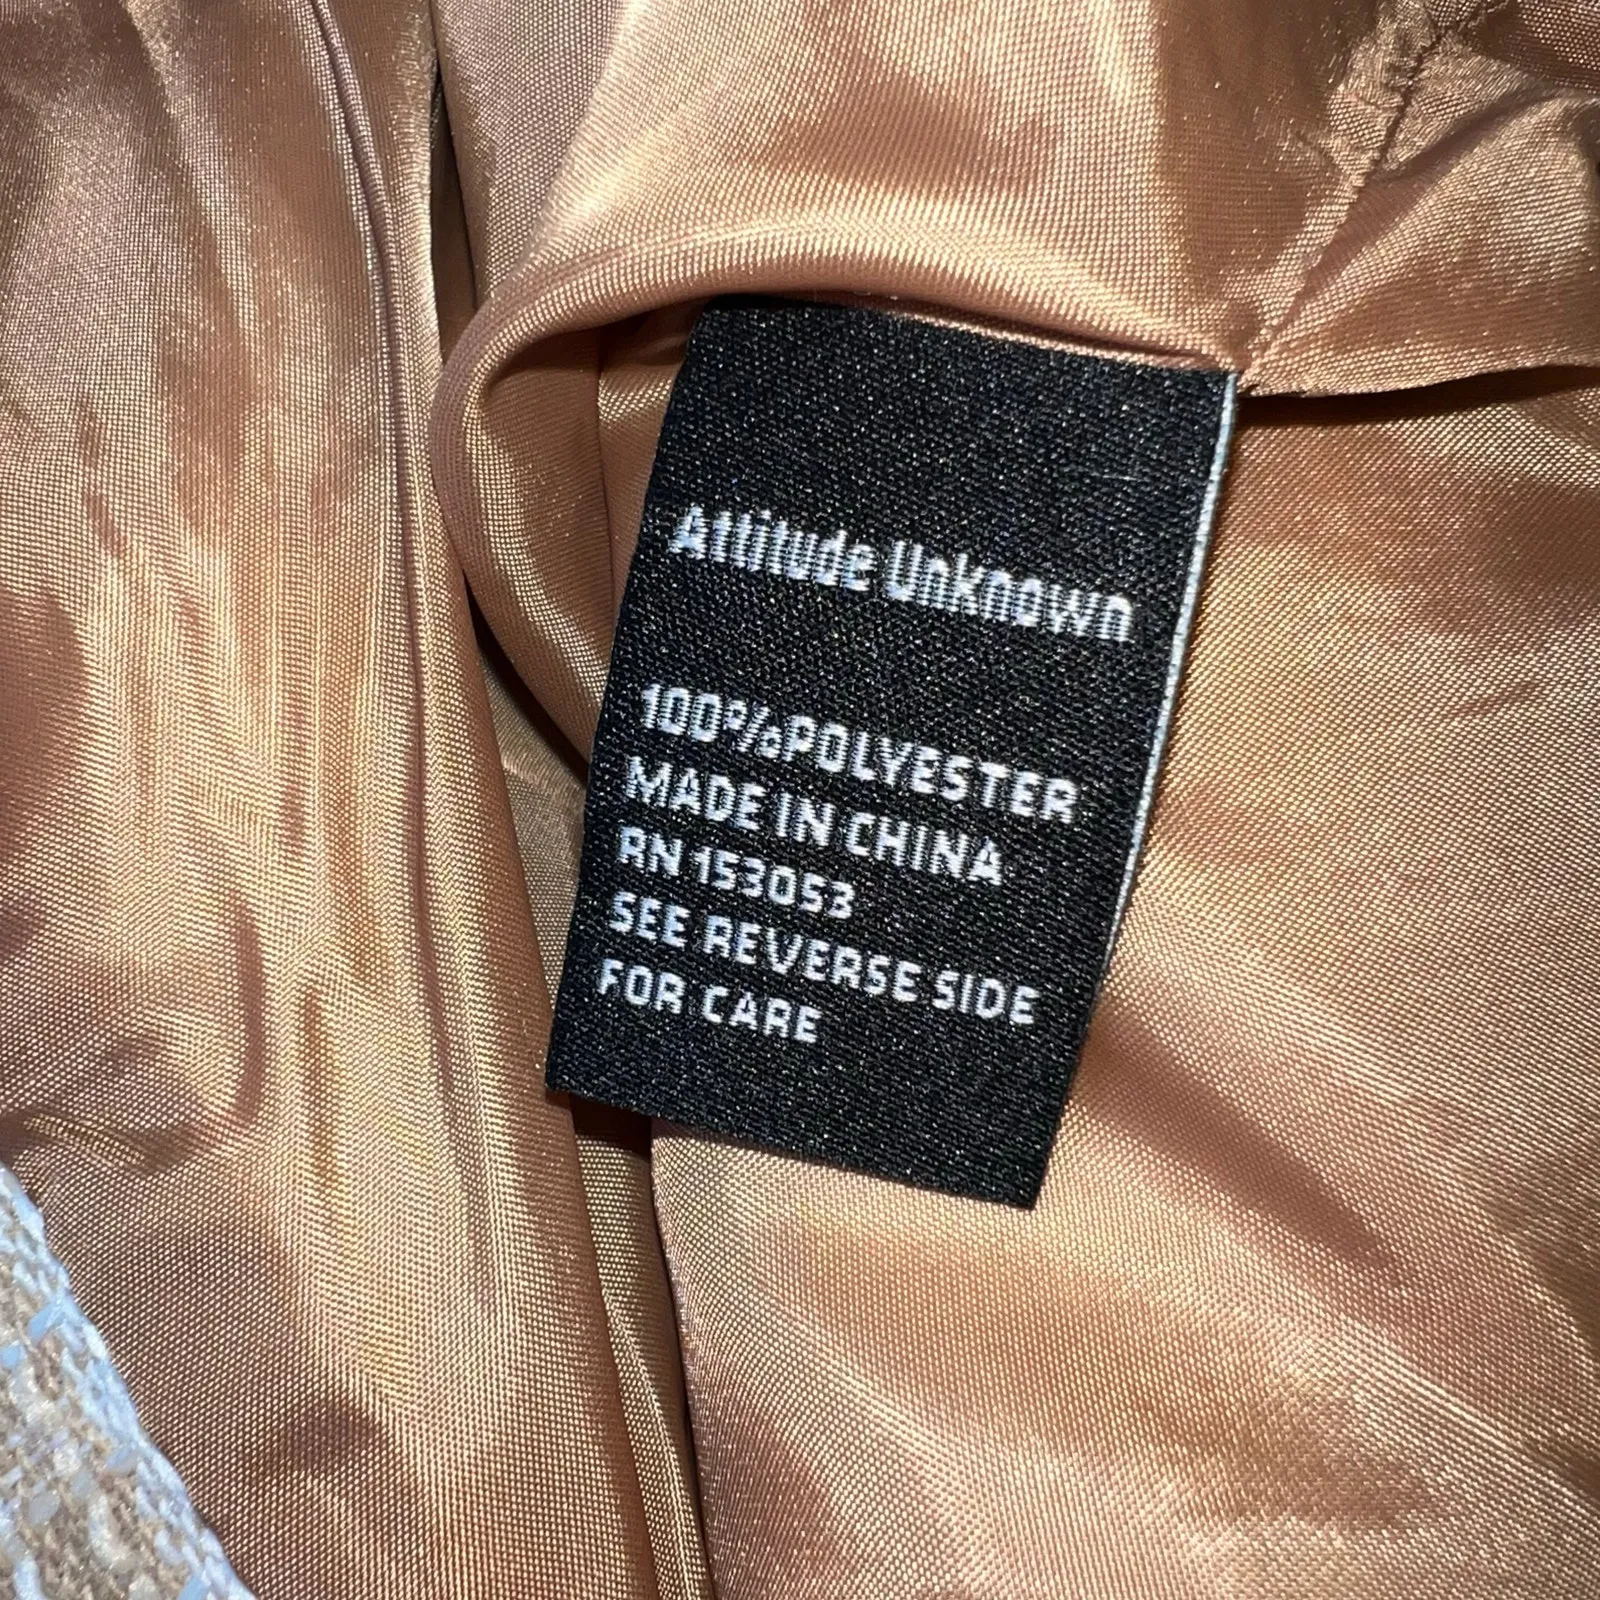 Attitude Unknown
100%POLYESTER
MADE IN CHINA
RN 153053
SEE REVERSE SIDE
FOR CARE